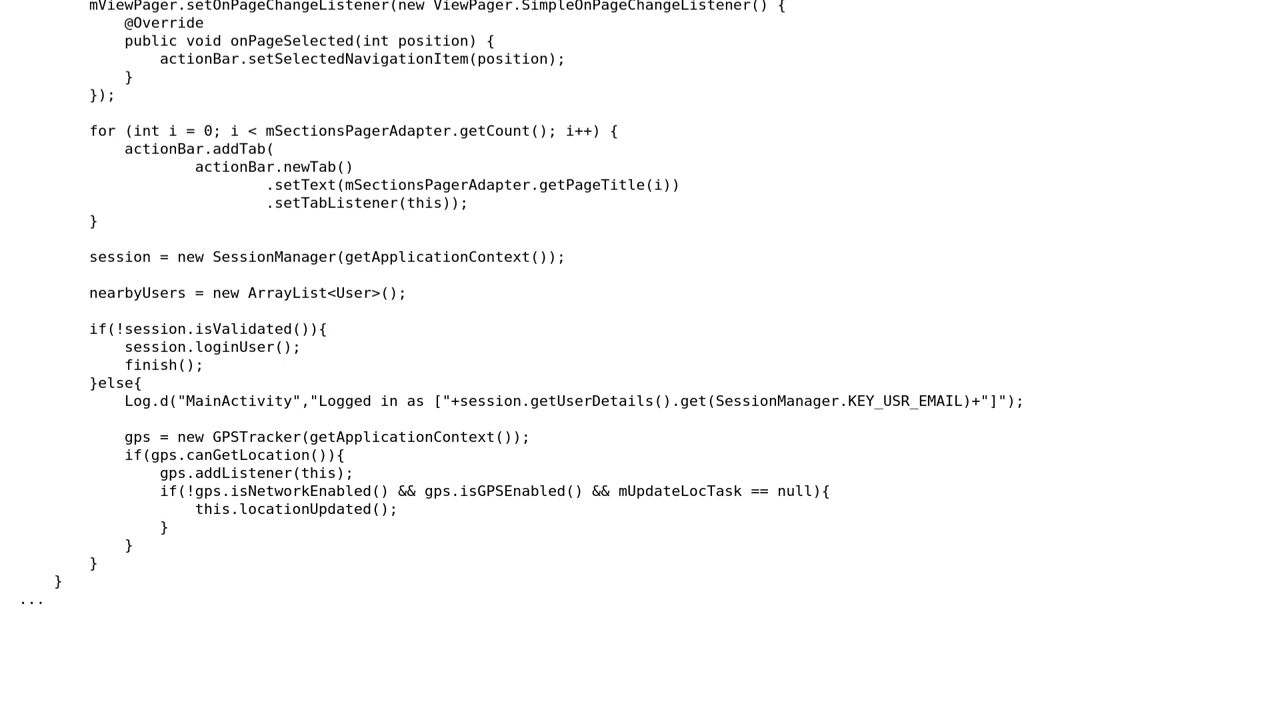 mViewPager.setOnPageChangeListener(new ViewPager.SimpleOnPageChangeListener() {
@Override
public void onPageSelected(int position) {
actionBar.setSelectedNavigationItem(position);
}
});
for (int i = 0; i < mSectionsPagerAdapter.getCount(); i++) {
actionBar.addTab(
actionBar.newTab()
.setText(mSectionsPagerAdapter.getPageTitle(i))
.setTabListener(this));
}
session = new SessionManager(getApplicationContext());
nearbyUsers = new ArrayList<User>();
if(!session.isValidated()){
session.loginUser();
finish();
}else{
Log.d("MainActivity","Logged in as ["+session.getUserDetails().get(SessionManager.KEY_USR_EMAIL)+"]");
gps = new GPSTracker(getApplicationContext());
if(gps.canGetLocation()){
gps.addListener(this);
if(!gps.isNetworkEnabled() && gps.isGPSEnabled() && mUpdateLocTask == null){
this.locationUpdated();
}
}
}
}
...